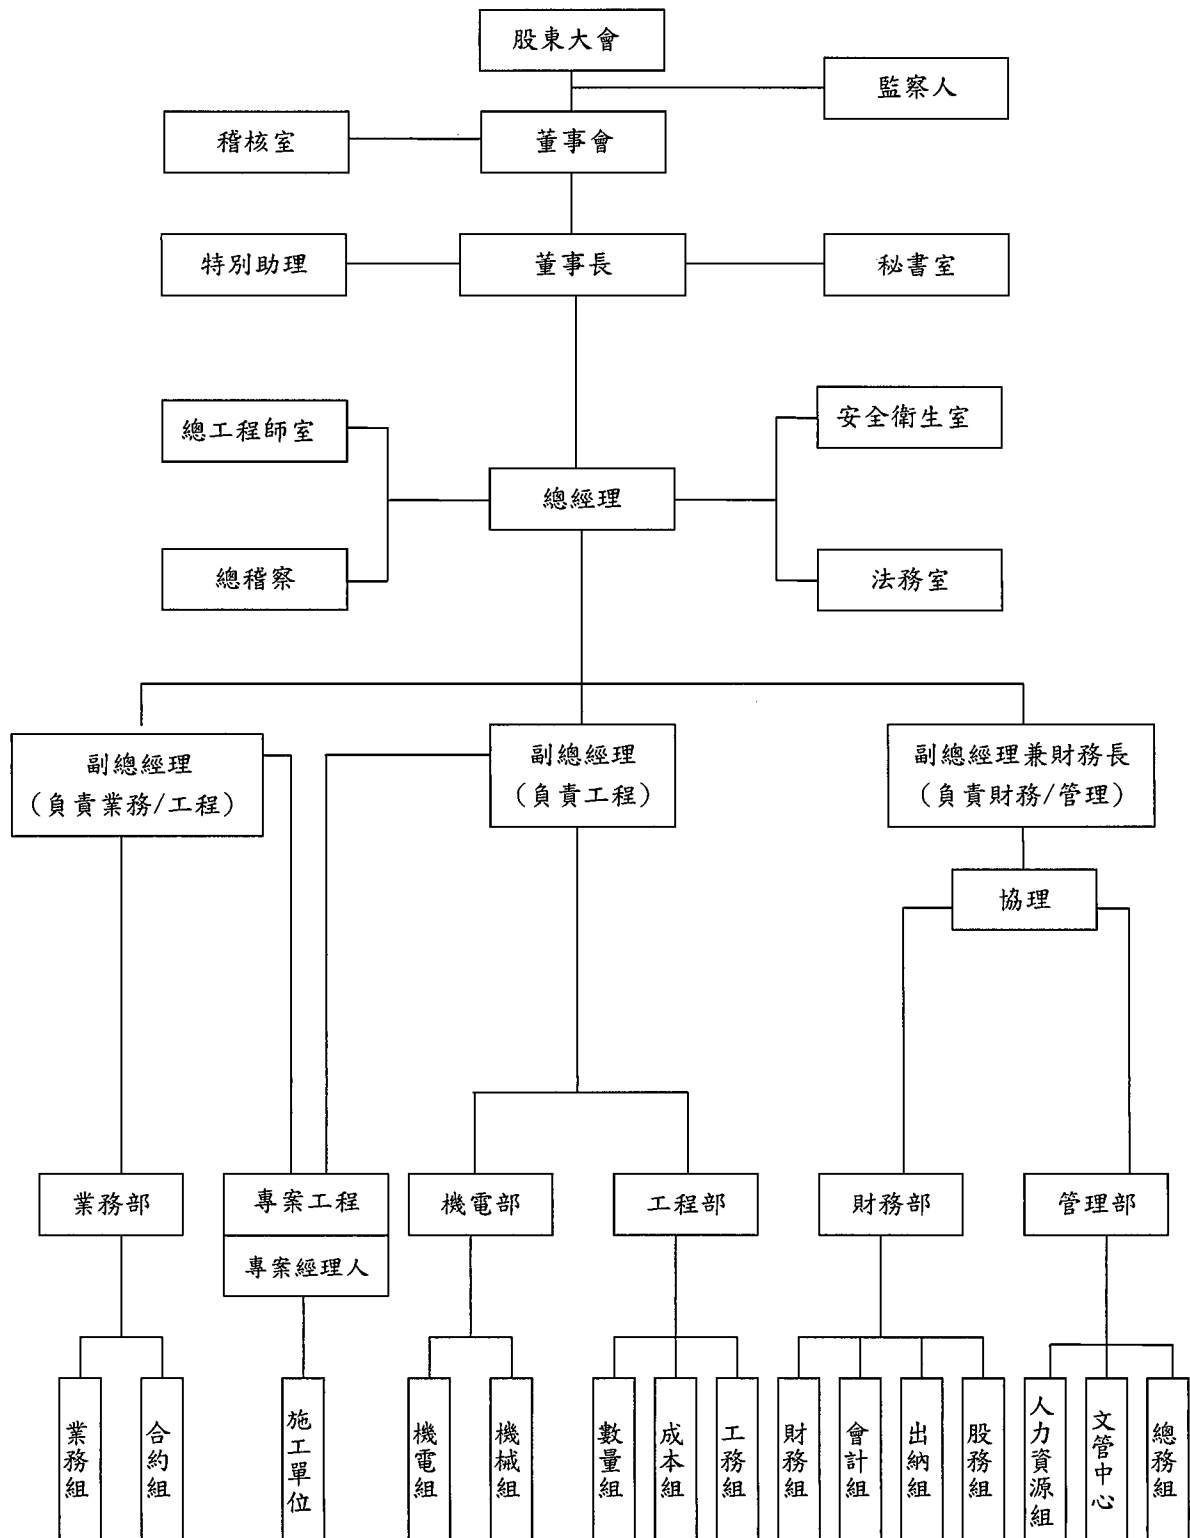 股東大會
監察人
稽核室
董事會
特別助理
董事長
秘書室
總工程師室
安全衛生室
總經理
總稽察
法務室
副總經理
（負責業務/工程）
副總經理
（負責工程）
副總經理兼財務長
（負責財務/管理）
協理
業務部
專案工程
專案經理人
機電部
工程部
財務部
管理部
業務組
合約組
施工單位
機電組
機械組
數量組
成本組
工務組
財務組
會計組
出納組
股務組
人力資源組
文管中心
總務組